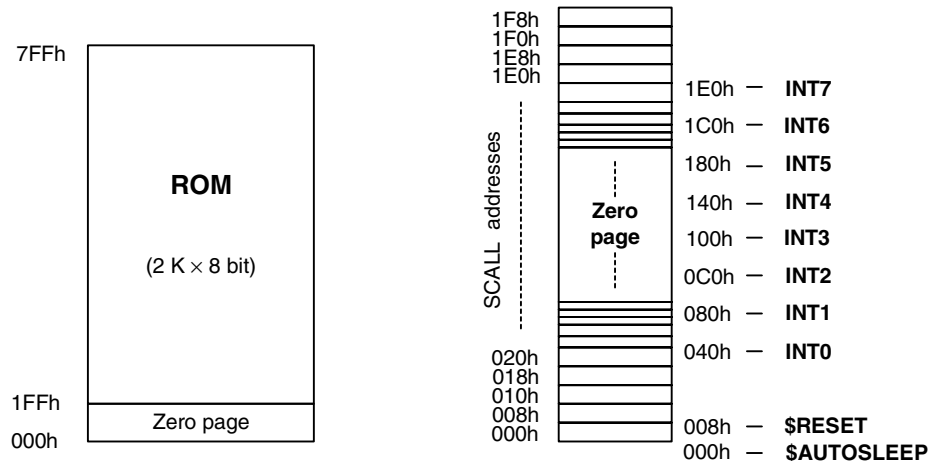 7FFh
ROM
(2 K × 8 bit)
1FFh
Zero page
000h
1F8h
1F0h
1E8h
1E0h
SCALL addresses
020h
018h
010h
008h
000h
Zero
page
1E0h — INT7
1C0h — INT6
180h — INT5
140h — INT4
100h — INT3
0C0h — INT2
080h — INT1
040h — INT0
008h — $RESET
000h — $AUTOSLEEP